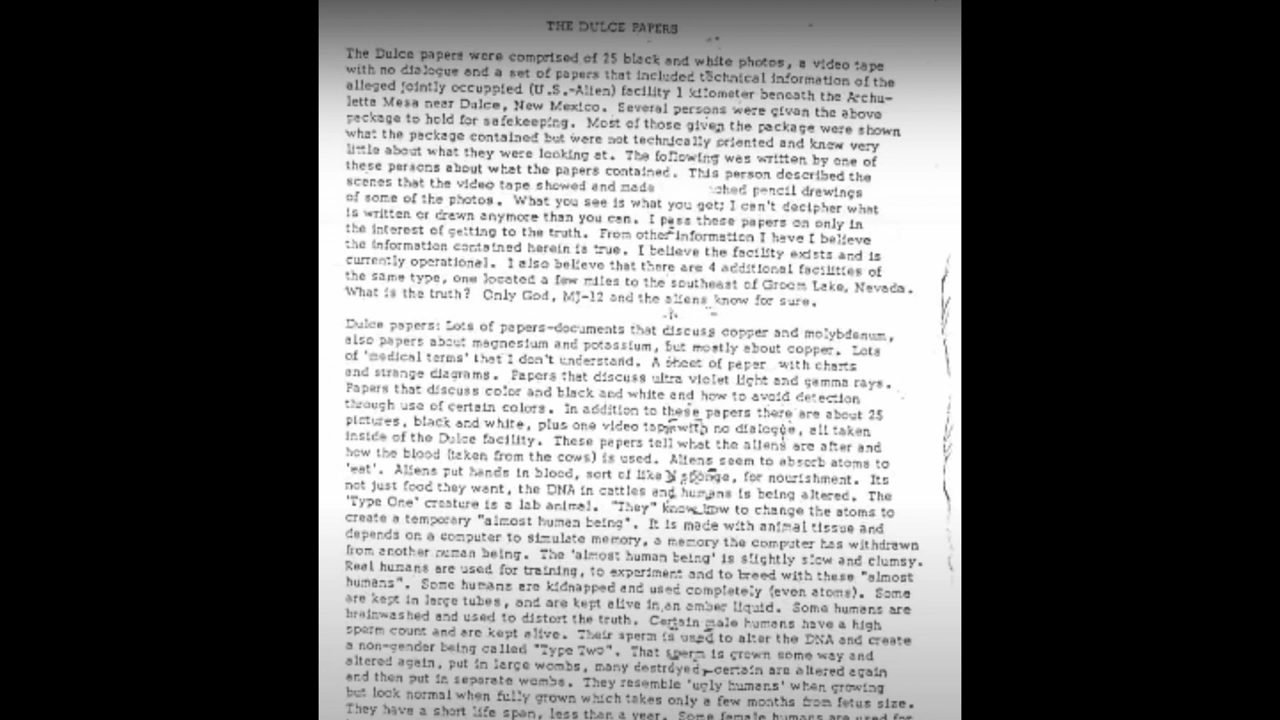 THE DULCE PAPERS
The Dulce papers were comprised of 25 black and white photos, a video tape
with no dialogue and a set of papers that included technical information of the
alleged jointly occuppied (U.S.-Alien) facility 1 kilometer beneath the Archu-
letta Mesa near Dulce, New Mexico. Several persons were given the above
package to hold for safekeeping. Most of those given the package were shown
what the package contained but were not technically oriented and knew very
little about what they were looking at. The following was written by one of
these persons about what the papers contained. This person described the
scenes that the video tape showed and made ched pencil drawings
of some of the photos. What you see is what you get; I can't decipher what
is written or drawn anymore than you can. I pass these papers on only in
the interest of getting to the truth. From other information I have I believe
the information contained herein is true. I believe the facility exists and is
currently operational. I also believe that there are 4 additional facilities of
the same type, one located a few miles to the southeast of Groom Lake, Nevada.
What is the truth? Only God, MJ-12 and the aliens know for sure.
Dulce papers: Lots of papers-documents that discuss copper and molybdenum,
also papers about magnesium and potassium, but mostly about copper. Lots
of 'medical terms' that I don't understand. A sheet of paper with charts
and strange diagrams. Papers that discuss ultra violet light and gamma rays.
Papers that discuss color and black and white and how to avoid detection
through use of certain colors. In addition to these papers there are about 25
pictures, black and white, plus one video tape with no dialogue, all taken
inside of the Dulce facility. These papers tell what the aliens are after and
how the blood (taken from the cows) is used. Aliens seem to absorb atoms to
'eat'. Aliens put hands in blood, sort of like a sponge, for nourishment. Its
not just food they want, the DNA in cattles and humans is being altered. The
'Type One' creature is a lab animal. "They" know how to change the atoms to
create a temporary "almost human being". It is made with animal tissue and
depends on a computer to simulate memory, a memory the computer has withdrawn
from another human being. The 'almost human being' is slightly slow and clumsy.
Real humans are used for training, to experiment and to breed with these "almost
humans". Some humans are kidnapped and used completely (even atoms). Some
are kept in large tubes, and are kept alive in an amber liquid. Some humans are
brainwashed and used to distort the truth. Certain male humans have a high
sperm count and are kept alive. Their sperm is used to alter the DNA and create
a non-gender being called "Type Two". That sperm is grown some way and
altered again, put in large wombs, many destroyed, certain are altered again
and then put in separate wombs. They resemble 'ugly humans' when growing
but look normal when fully grown which takes only a few months from fetus size.
They have a short life span, less than a year. Some female humans are used for